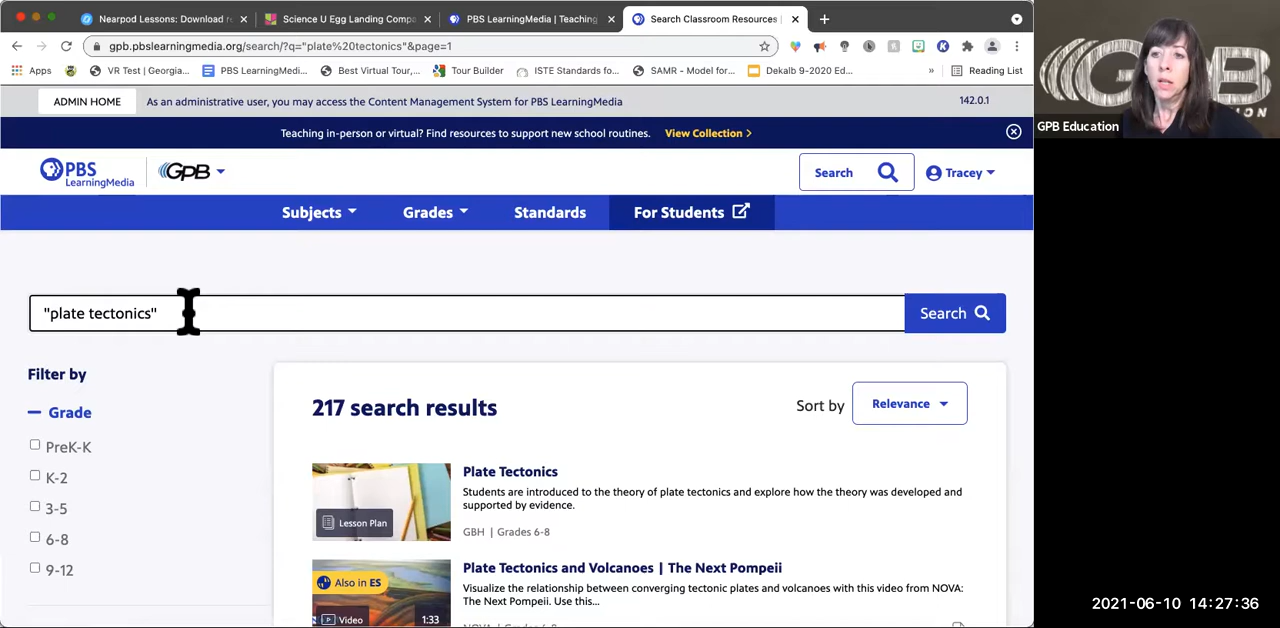 Nearpod Lessons: Download r
Science U Egg Landing Compa
PBS LearningMedia | Teaching
Search Classroom Resources |
gpb.pbslearningmedia.org/search/?q="plate%20tectonics"&page=1
Apps
VR Test | Georgia...
PBS LearningMedi...
Best Virtual Tour,...
Tour Builder
ISTE Standards fo...
SAMR - Model for...
Dekalb 9-2020 Ed...
»
Reading List
ADMIN HOME
As an administrative user, you may access the Content Management System for PBS LearningMedia
142.0.1
Teaching in-person or virtual? Find resources to support new school routines. View Collection >
PBS
LearningMedia
GPB
Search
Tracey
Subjects
Grades
Standards
For Students
"plate tectonics"
Search
Filter by
Grade
PreK-K
K-2
3-5
6-8
9-12
217 search results
Sort by
Relevance
Lesson Plan
Plate Tectonics
Students are introduced to the theory of plate tectonics and explore how the theory was developed and
supported by evidence.
GBH | Grades 6-8
Also in ES
Video
1:33
Plate Tectonics and Volcanoes | The Next Pompeii
Visualize the relationship between converging tectonic plates and volcanoes with this video from NOVA:
The Next Pompeii. Use this...
NOVA | Grades 6-8
GPB
GPB Education
2021-06-10 14:27:36